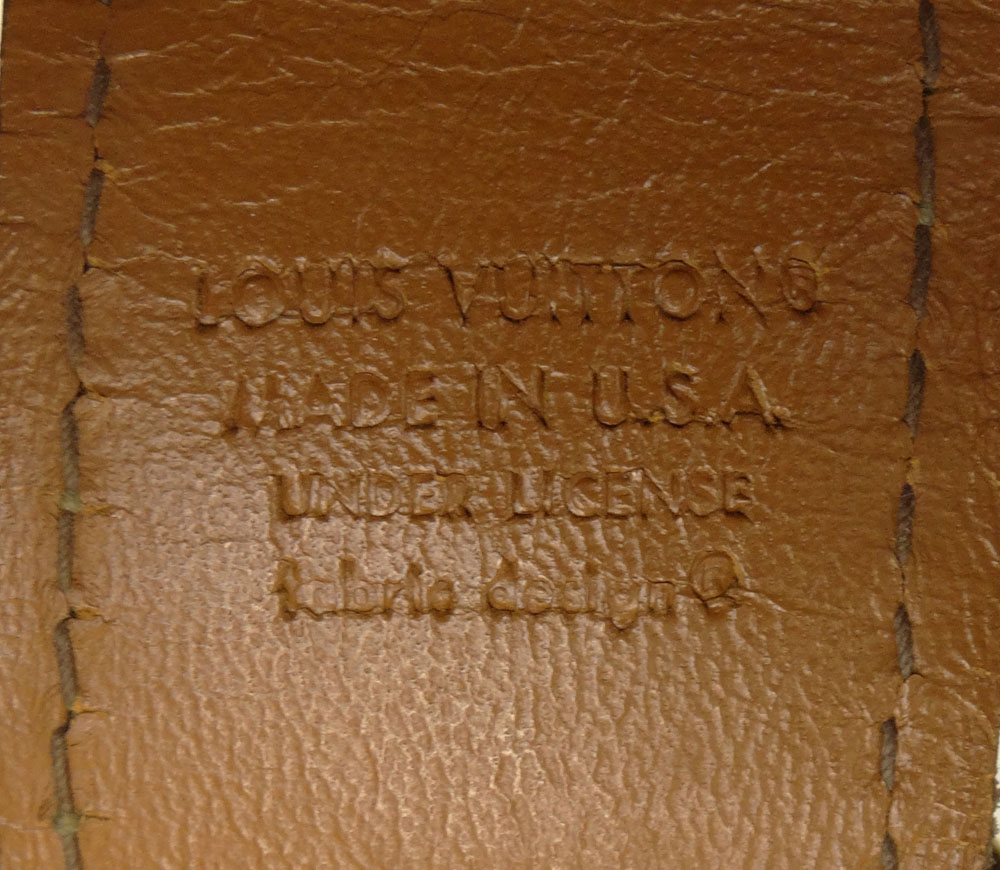 LOUIS VUITTON®
MADE IN U.S.A.
UNDER LICENSE
fabric design®